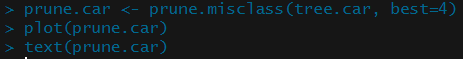 > prune.car <- prune.misclass(tree.car, best=4)
> plot(prune.car)
> text(prune.car)